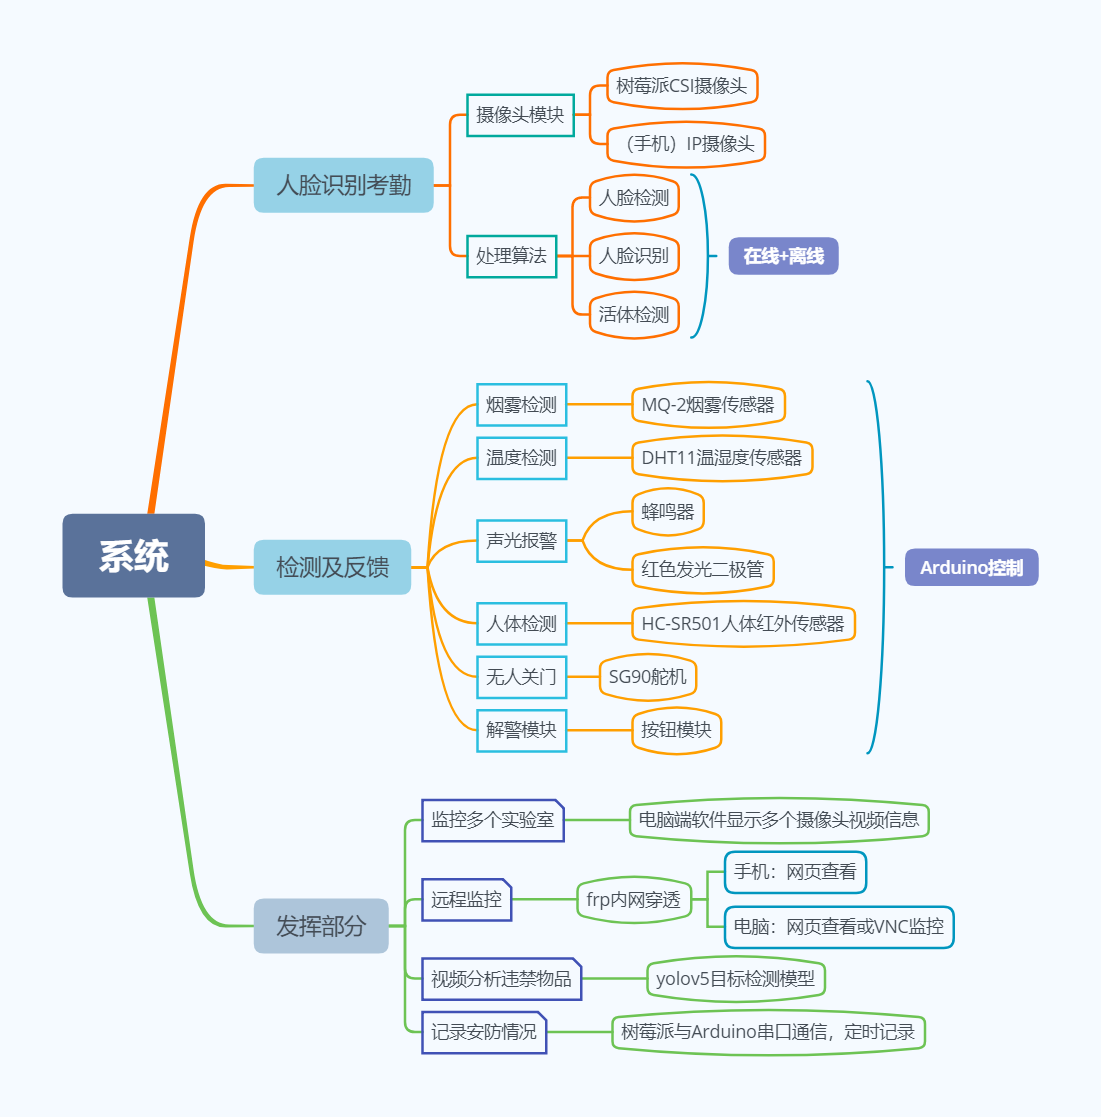 系统
人脸识别考勤
摄像头模块
树莓派CSI摄像头
（手机）IP摄像头
处理算法
人脸检测
人脸识别
活体检测
在线+离线
检测及反馈
烟雾检测
MQ-2烟雾传感器
温度检测
DHT11温湿度传感器
声光报警
蜂鸣器
红色发光二极管
人体检测
HC-SR501人体红外传感器
无人关门
SG90舵机
解警模块
按钮模块
Arduino控制
发挥部分
监控多个实验室
电脑端软件显示多个摄像头视频信息
远程监控
frp内网穿透
手机：网页查看
电脑：网页查看或VNC监控
视频分析违禁物品
yolov5目标检测模型
记录安防情况
树莓派与Arduino串口通信，定时记录